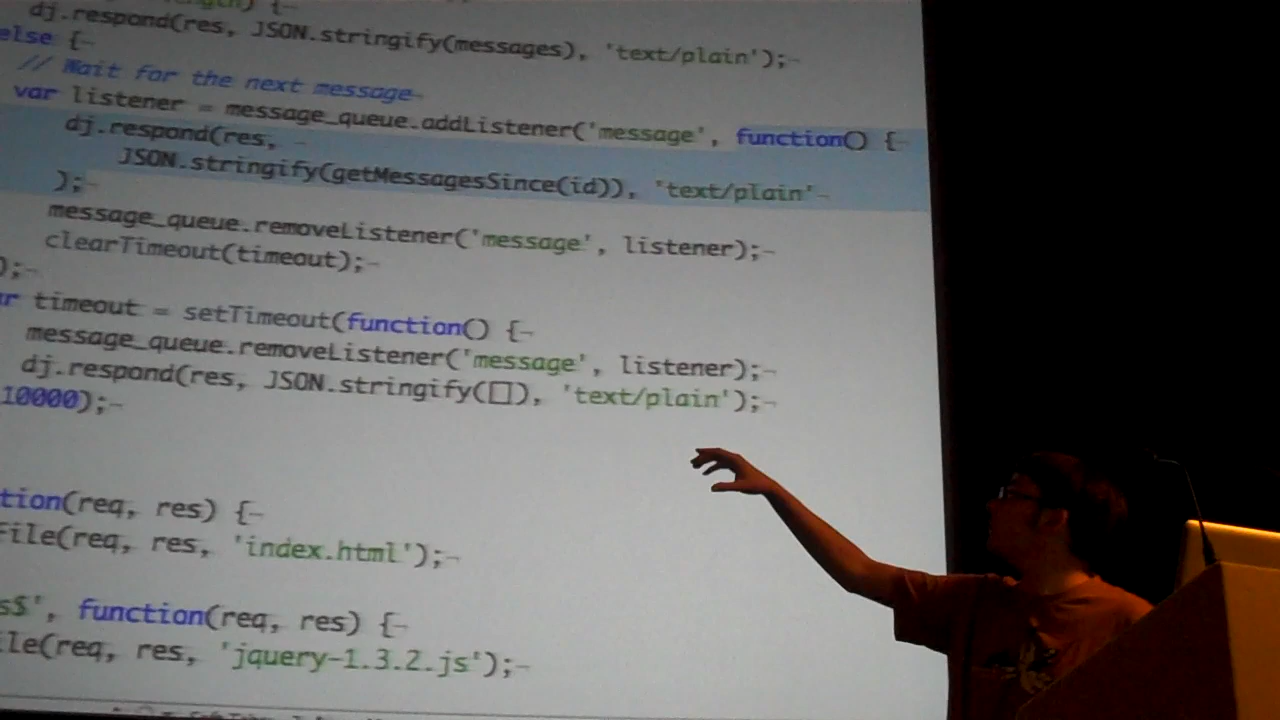 ) {¬
dj.respond(res, JSON.stringify(messages), 'text/plain');¬
else {¬
// Wait for the next message¬
var listener = message_queue.addListener('message', function() {¬
dj.respond(res, ¬
JSON.stringify(getMessagesSince(id)), 'text/plain'¬
);¬
message_queue.removeListener('message', listener);¬
clearTimeout(timeout);¬
);¬
ar timeout = setTimeout(function() {¬
message_queue.removeListener('message', listener);¬
dj.respond(res, JSON.stringify([]), 'text/plain');¬
10000);¬
tion(req, res) {¬
File(req, res, 'index.html');¬
s$', function(req, res) {¬
ile(req, res, 'jquery-1.3.2.js');¬